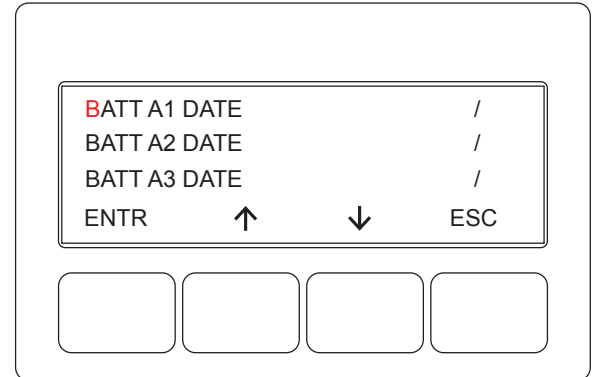 BATT A1 DATE /
BATT A2 DATE /
BATT A3 DATE /
ENTR ↑ ↓ ESC